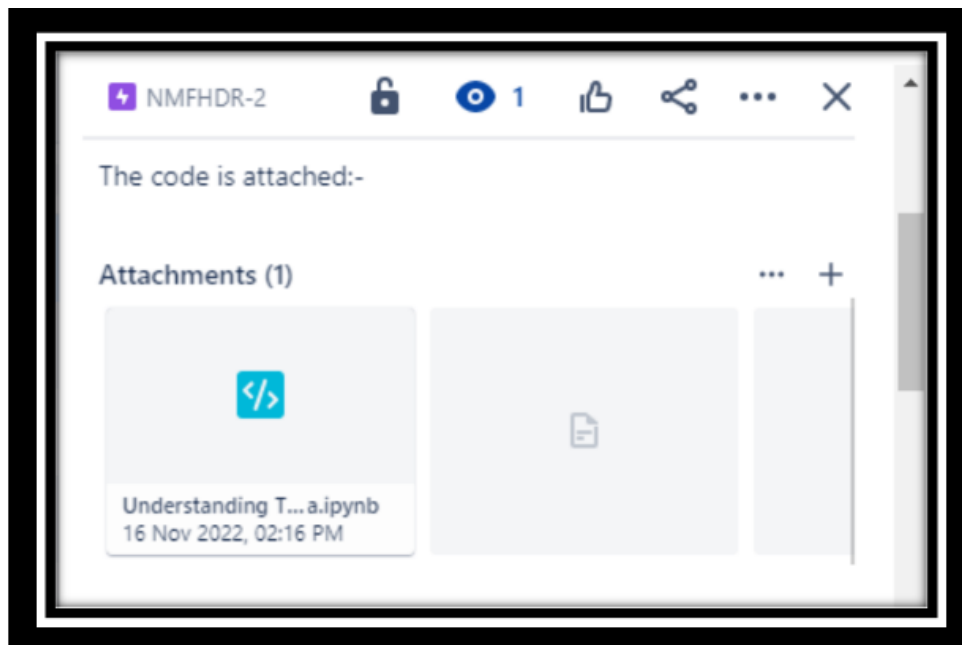 NMFHDR-2
1
The code is attached:-
Attachments (1)
Understanding T...a.ipynb
16 Nov 2022, 02:16 PM